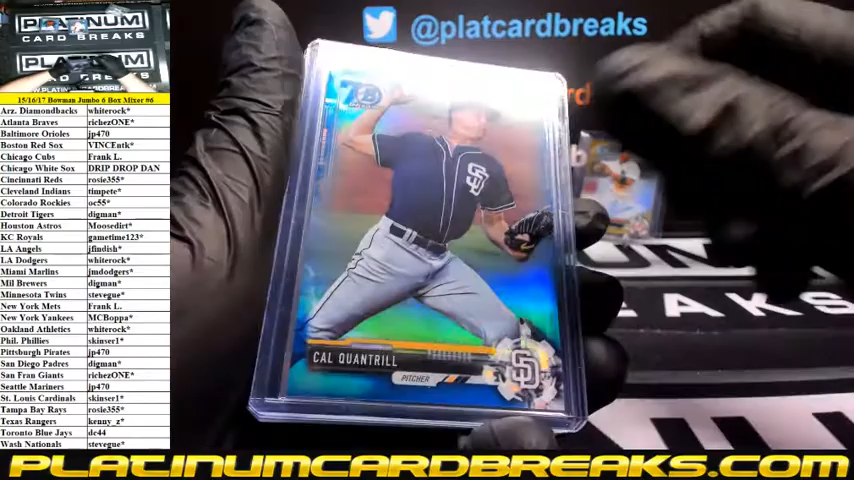 PLATINUM
CARD BREAKS
PLATINUM
@platcardbreaks
15/16/17 Bowman Jumbo 6 Box Mixer #6
Arz. Diamondbacks whiterock*
Atlanta Braves richezONE*
Baltimore Orioles jp470
Boston Red Sox VINCEntk*
Chicago Cubs Frank L.
Chicago White Sox DRIP DROP DAN
Cincinnati Reds rosie355*
Cleveland Indians timpete*
Colorado Rockies oc55*
Detroit Tigers digman*
Houston Astros Moosedirt*
KC Royals gametime123*
LA Angels jfindish*
LA Dodgers whiterock*
Miami Marlins jmdodgers*
Mil Brewers digman*
Minnesota Twins stevegue*
New York Mets Frank L.
New York Yankees MCBoppa*
Oakland Athletics whiterock*
Phil. Phillies skinser1*
Pittsburgh Pirates jp470
San Diego Padres digman*
San Fran Giants richezONE*
Seattle Mariners jp470
St. Louis Cardinals skinser1*
Tampa Bay Rays rosie355*
Texas Rangers kenny_z*
Toronto Blue Jays dc44
Wash Nationals stevegue*
70
SD
CAL QUANTRILL
PITCHER
SD
PLATINUMCARDBREAKS.COM